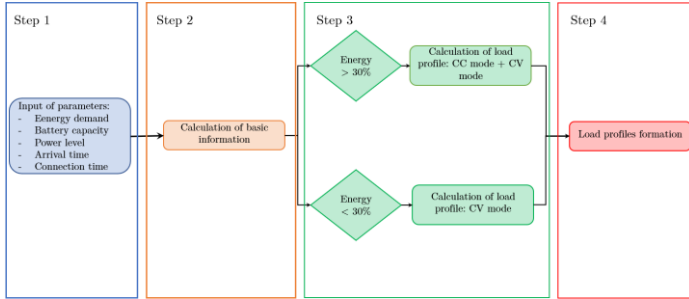 Step 1
Input of parameters:
- Eenergy demand
- Battery capacity
- Power level
- Arrival time
- Connection time
Step 2
Calculation of basic
information
Step 3
Energy
> 30%
Calculation of load
profile: CC mode + CV
mode
Energy
< 30%
Calculation of load
profile: CV mode
Step 4
Load profiles formation